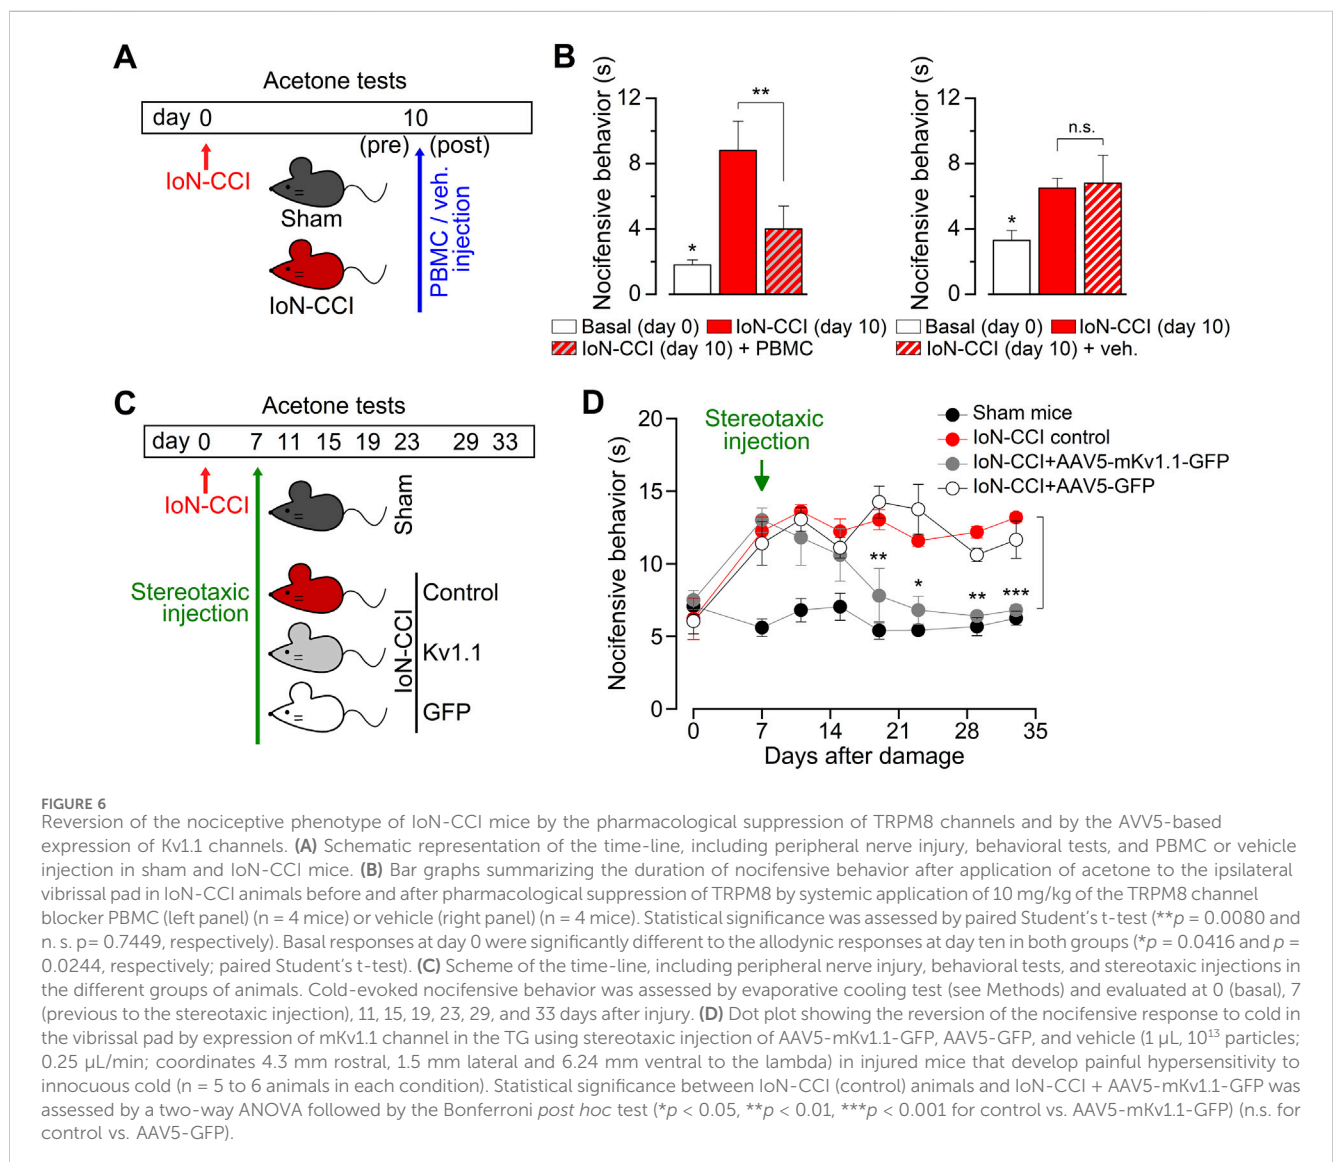 A
Acetone tests
day 0 10
(pre) (post)
IoN-CCI
Sham
IoN-CCI
PBMC / veh.
injection
B
Nocifensive behavior (s)
12
8
4
0
*
**
Basal (day 0) IoN-CCI (day 10)
IoN-CCI (day 10) + PBMC
Nocifensive behavior (s)
12
8
4
0
*
n.s.
Basal (day 0) IoN-CCI (day 10)
IoN-CCI (day 10) + veh.
C
Acetone tests
day 0 7 11 15 19 23 29 33
IoN-CCI
Stereotaxic
injection
Sham
IoN-CCI
Control
Kv1.1
GFP
D
Nocifensive behavior (s)
20
15
10
5
0
Stereotaxic
injection
Sham mice
IoN-CCI control
IoN-CCI+AAV5-mKv1.1-GFP
IoN-CCI+AAV5-GFP
** * ** ***
0 7 14 21 28 35
Days after damage
FIGURE 6
Reversion of the nociceptive phenotype of IoN-CCI mice by the pharmacological suppression of TRPM8 channels and by the AVV5-based
expression of Kv1.1 channels. (A) Schematic representation of the time-line, including peripheral nerve injury, behavioral tests, and PBMC or vehicle
injection in sham and IoN-CCI mice. (B) Bar graphs summarizing the duration of nocifensive behavior after application of acetone to the ipsilateral
vibrissal pad in IoN-CCI animals before and after pharmacological suppression of TRPM8 by systemic application of 10 mg/kg of the TRPM8 channel
blocker PBMC (left panel) (n = 4 mice) or vehicle (right panel) (n = 4 mice). Statistical significance was assessed by paired Student's t-test (**p = 0.0080 and
n. s. p= 0.7449, respectively). Basal responses at day 0 were significantly different to the allodynic responses at day ten in both groups (*p = 0.0416 and p =
0.0244, respectively; paired Student's t-test). (C) Scheme of the time-line, including peripheral nerve injury, behavioral tests, and stereotaxic injections in
the different groups of animals. Cold-evoked nocifensive behavior was assessed by evaporative cooling test (see Methods) and evaluated at 0 (basal), 7
(previous to the stereotaxic injection), 11, 15, 19, 23, 29, and 33 days after injury. (D) Dot plot showing the reversion of the nocifensive response to cold in
the vibrissal pad by expression of mKv1.1 channel in the TG using stereotaxic injection of AAV5-mKv1.1-GFP, AAV5-GFP, and vehicle (1 µL, 10¹³ particles;
0.25 µL/min; coordinates 4.3 mm rostral, 1.5 mm lateral and 6.24 mm ventral to the lambda) in injured mice that develop painful hypersensitivity to
innocuous cold (n = 5 to 6 animals in each condition). Statistical significance between IoN-CCI (control) animals and IoN-CCI + AAV5-mKv1.1-GFP was
assessed by a two-way ANOVA followed by the Bonferroni post hoc test (*p < 0.05, **p < 0.01, ***p < 0.001 for control vs. AAV5-mKv1.1-GFP) (n.s. for
control vs. AAV5-GFP).